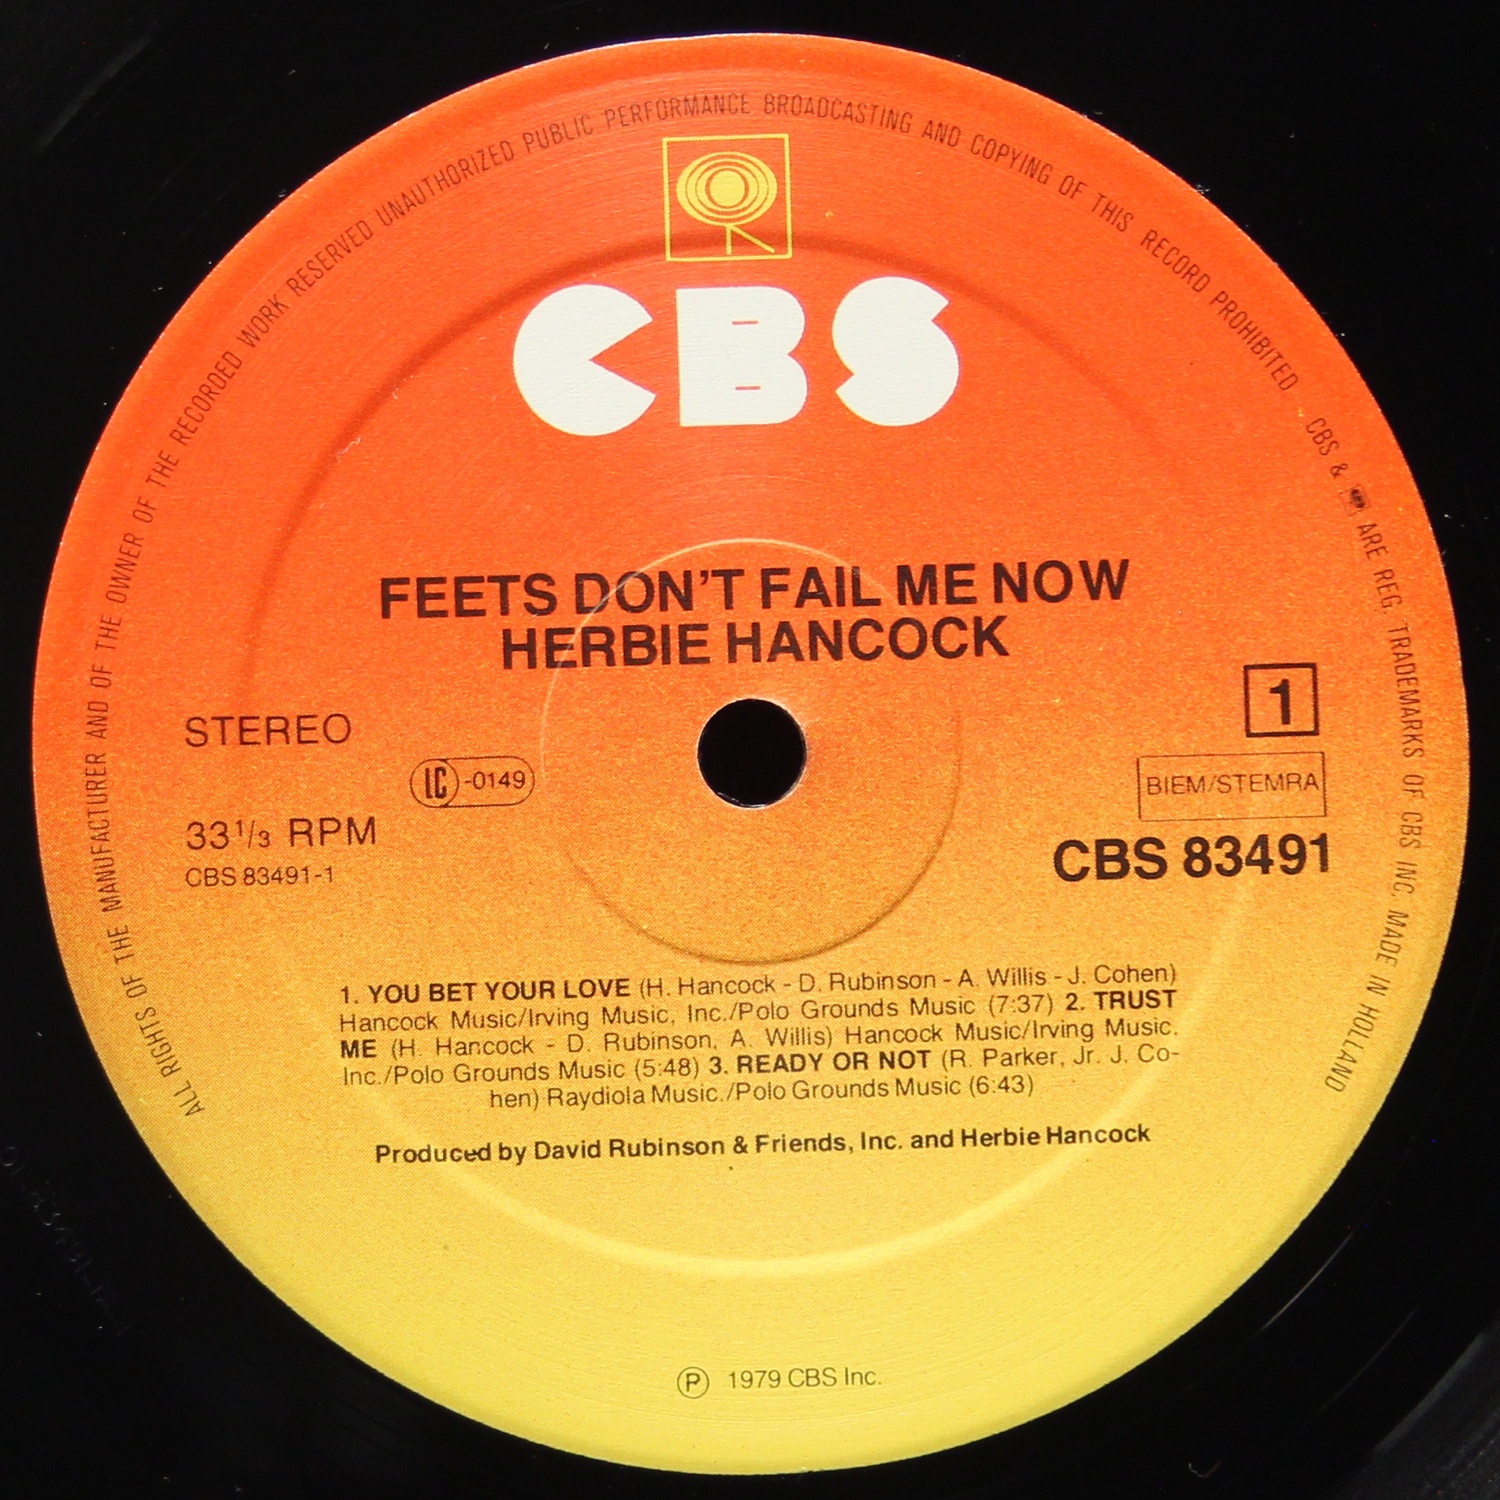 ALL RIGHTS OF THE MANUFACTURER AND OF THE OWNER OF THE RECORDED WORK RESERVED UNAUTHORIZED PUBLIC PERFORMANCE BROADCASTING AND COPYING OF THIS RECORD PROHIBITED CBS & ARE REG. TRADEMARKS OF CBS INC. MADE IN HOLLAND
CBS
FEETS DON'T FAIL ME NOW
HERBIE HANCOCK
STEREO
LC -0149
33 1/3 RPM
CBS 83491-1
1
BIEM/STEMRA
CBS 83491
1. YOU BET YOUR LOVE (H. Hancock - D. Rubinson - A. Willis - J. Cohen)
Hancock Music/Irving Music, Inc./Polo Grounds Music (7:37) 2. TRUST
ME (H. Hancock - D. Rubinson, A. Willis) Hancock Music/Irving Music.
Inc./Polo Grounds Music (5:48) 3. READY OR NOT (R. Parker, Jr. J. Co-
hen) Raydiola Music./Polo Grounds Music (6:43)
Produced by David Rubinson & Friends, Inc. and Herbie Hancock
℗ 1979 CBS Inc.